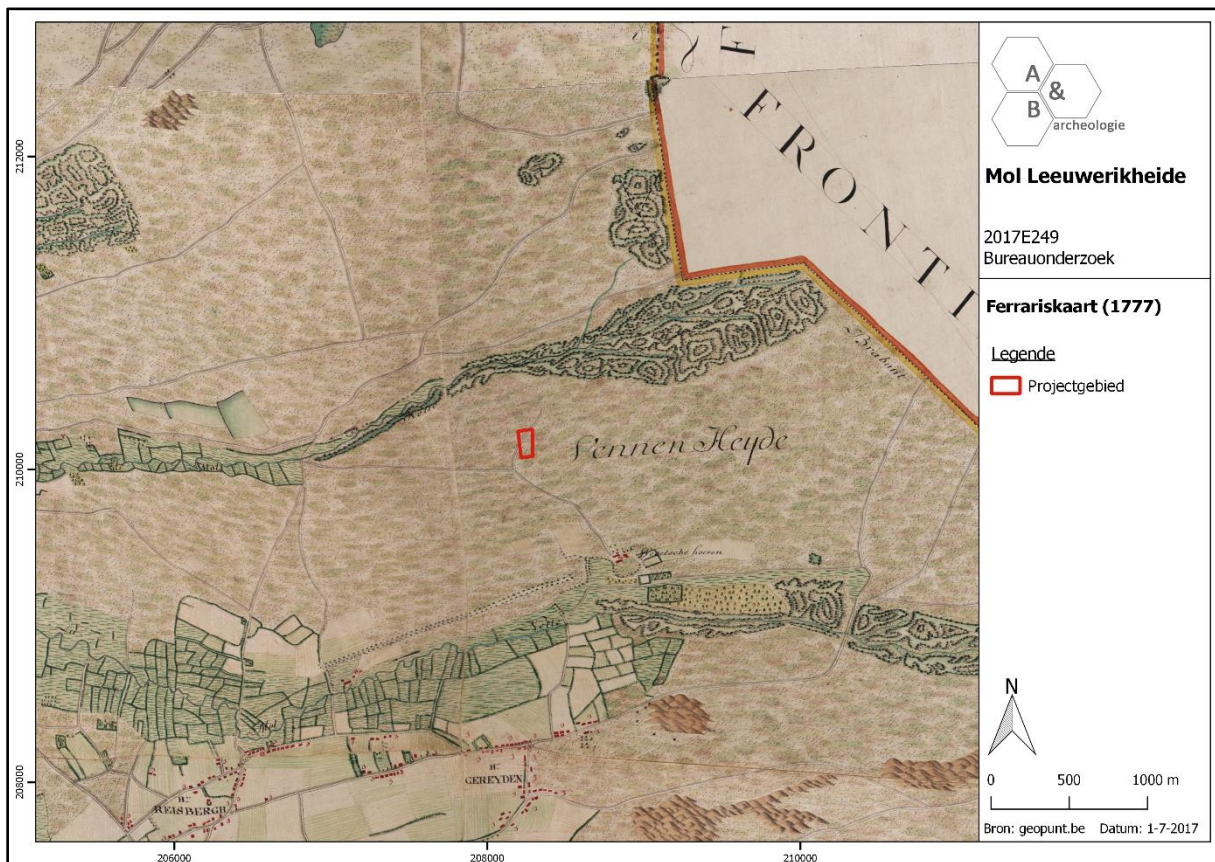 FRONTI
Brabant
Vennen Heyde
Mol
H.
GEREYDEN
H.
REISBERGH
212000
210000
208000
206000
208000
210000
A
&
B
archeologie
Mol Leeuwerikheide
2017E249
Bureauonderzoek
Ferrariskaart (1777)
Legende
Projectgebied
N
0 500 1000 m
Bron: geopunt.be Datum: 1-7-2017